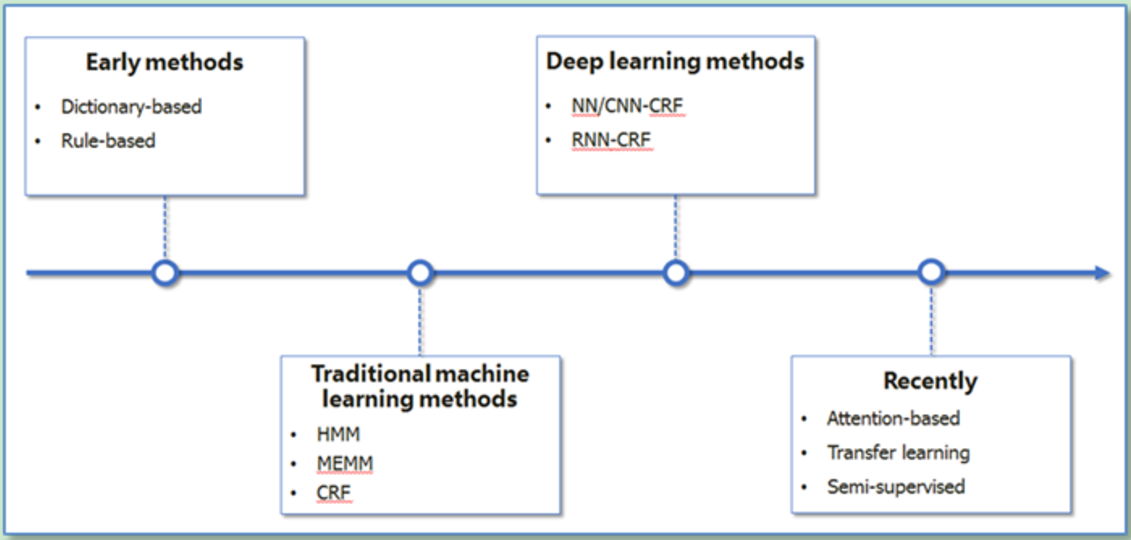 Early methods
• Dictionary-based
• Rule-based
Traditional machine
learning methods
• HMM
• MEMM
• CRF
Deep learning methods
• NN/CNN-CRF
• RNN-CRF
Recently
• Attention-based
• Transfer learning
• Semi-supervised